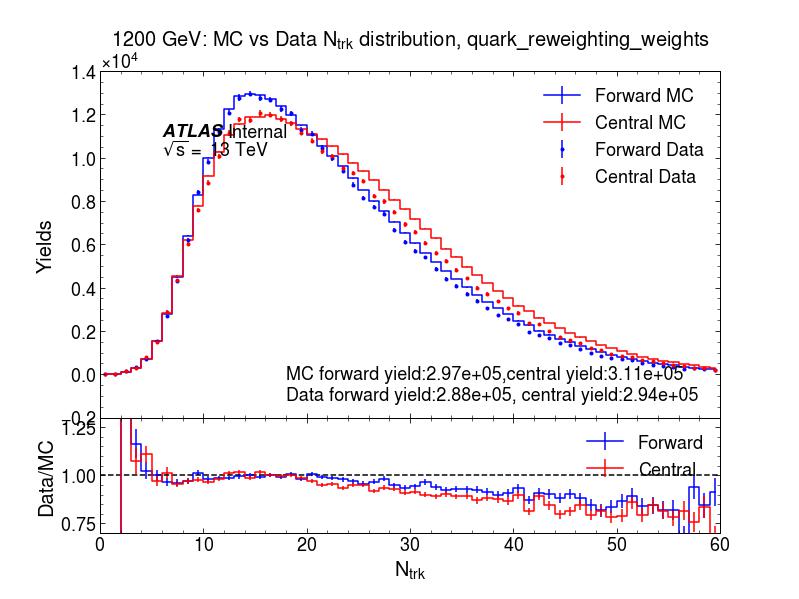 1200 GeV: MC vs Data N_trk distribution, quark_reweighting_weights
×10⁴
1.4
1.2
1.0
0.8
0.6
0.4
0.2
0.0
0.2
Yields
ATLAS Internal
√s = 13 TeV
Forward MC
Central MC
Forward Data
Central Data
MC forward yield:2.97e+05,central yield:3.11e+05
Data forward yield:2.88e+05, central yield:2.94e+05
1.25
1.00
0.75
Data/MC
Forward
Central
0 10 20 30 40 50 60
N_trk